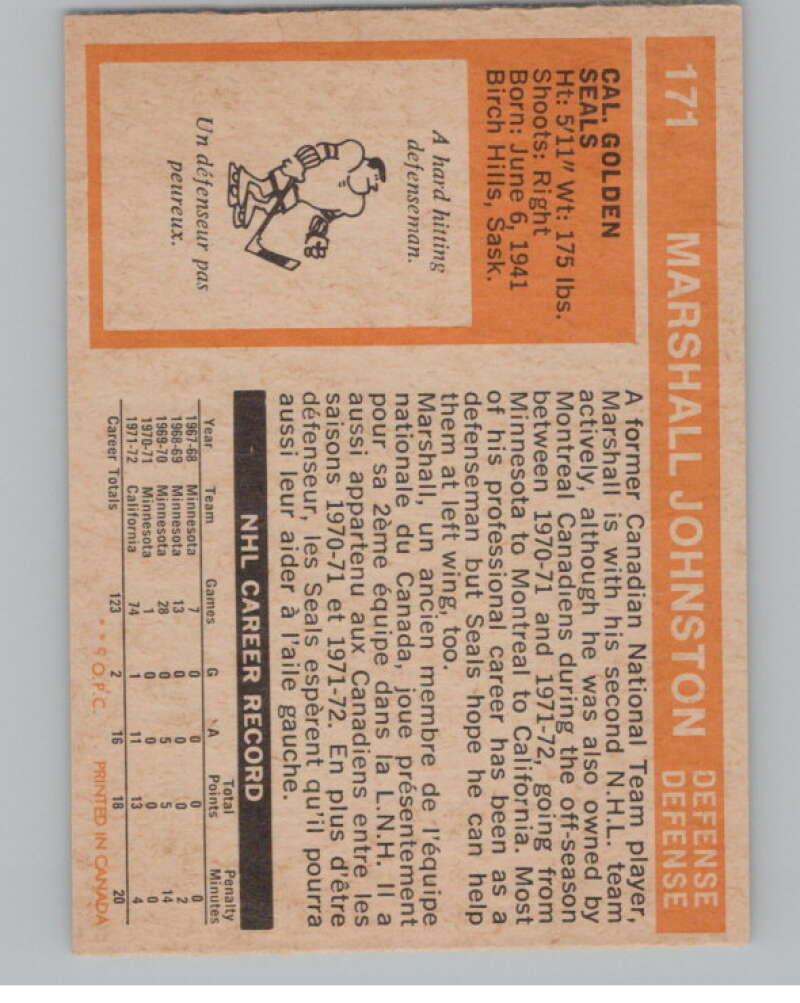 171 MARSHALL JOHNSTON DEFENSE
DEFENSE
CAL. GOLDEN
SEALS
Ht: 5'11" Wt: 175 lbs.
Shoots: Right
Born: June 6, 1941
Birch Hills, Sask.
A hard hitting
defenseman.
Un défenseur pas
peureux.
A former Canadian National Team player,
Marshall is with his second N.H.L. team
actively, although he was also owned by
Montreal Canadiens during the off-season
between 1970-71 and 1971-72, going from
Minnesota to Montreal to California. Most
of his professional career has been as a
defenseman but Seals hope he can help
them at left wing, too.
Marshall, un ancien membre de l'équipe
nationale du Canada, joue présentement
pour sa 2ème équipe dans la L.N.H. Il a
aussi appartenu aux Canadiens entre les
saisons 1970-71 et 1971-72. En plus d'être
défenseur, les Seals espèrent qu'il pourra
aussi leur aider à l'aile gauche.
NHL CAREER RECORD
Year Team Games G A Total Points Penalty Minutes
1967-68 Minnesota 7 0 0 0 0
1968-69 Minnesota 13 0 0 0 2
1969-70 Minnesota 28 0 5 5 14
1970-71 Minnesota 1 0 0 0 0
1971-72 California 74 1 11 13 4
Career Totals 123 2 16 18 20
**9 O.P.C. PRINTED IN CANADA